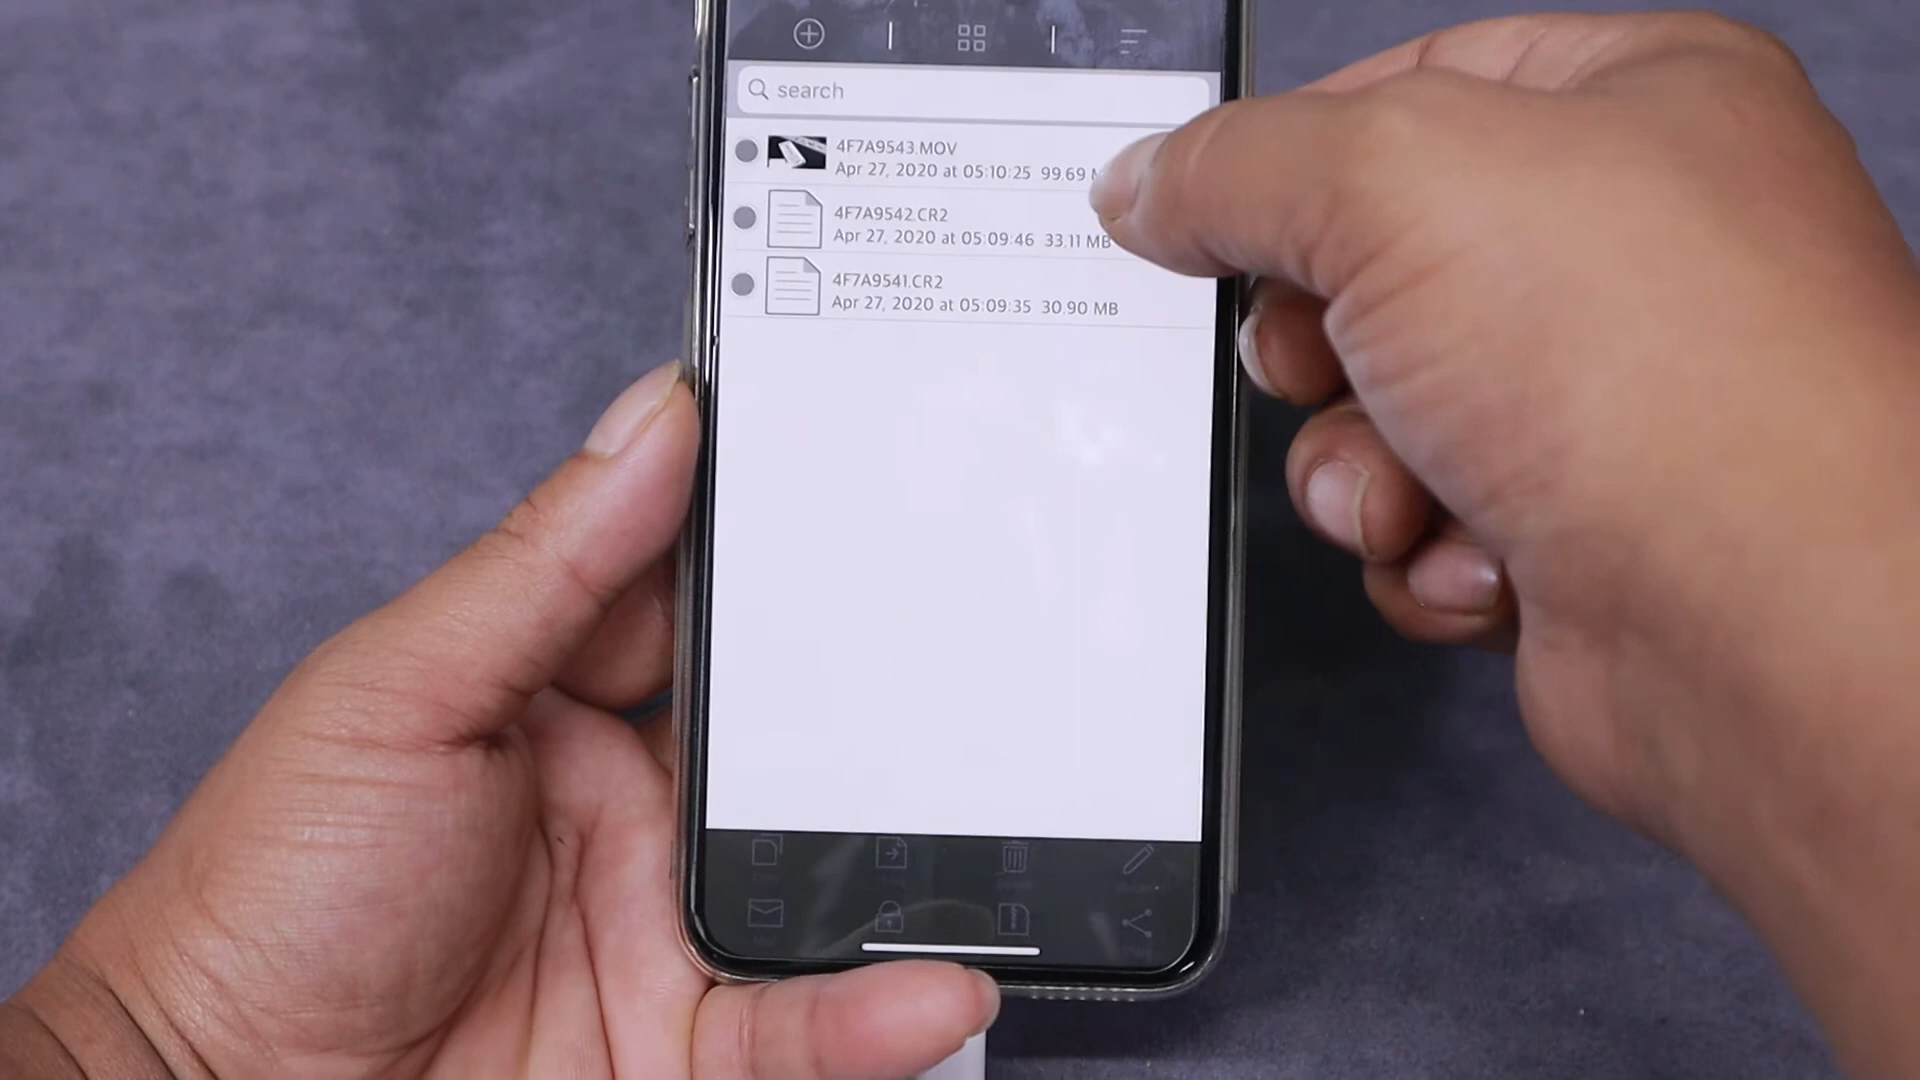 search
4F7A9543.MOV
Apr 27, 2020 at 05:10:25 99.69
4F7A9542.CR2
Apr 27, 2020 at 05:09:46 33.11 MB
4F7A9541.CR2
Apr 27, 2020 at 05:09:35 30.90 MB